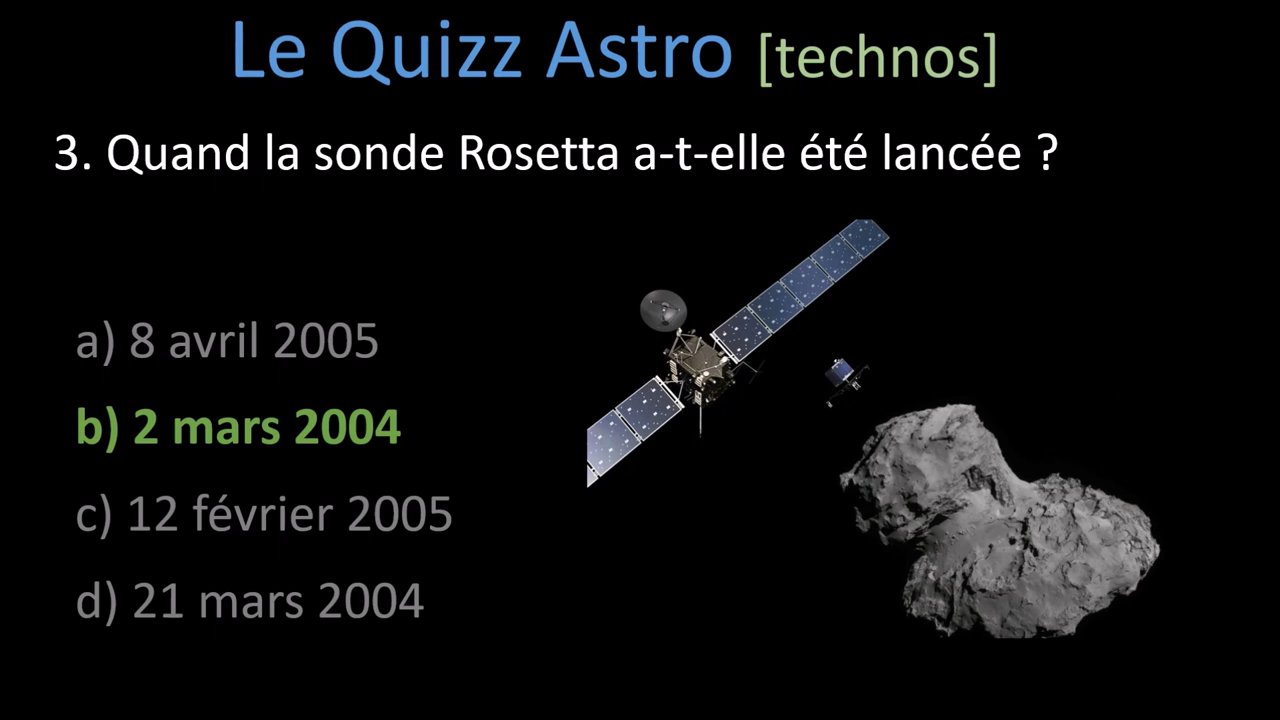 Le Quizz Astro [technos]
3. Quand la sonde Rosetta a-t-elle été lancée ?
a) 8 avril 2005
b) 2 mars 2004
c) 12 février 2005
d) 21 mars 2004